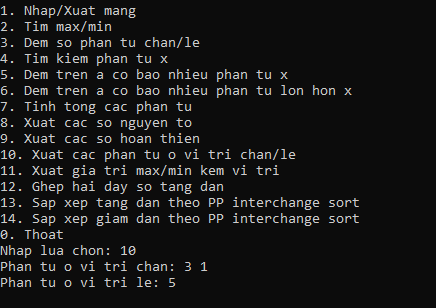 1. Nhap/Xuat mang
2. Tim max/min
3. Dem so phan tu chan/le
4. Tim kiem phan tu x
5. Dem tren a co bao nhieu phan tu x
6. Dem tren a co bao nhieu phan tu lon hon x
7. Tinh tong cac phan tu
8. Xuat cac so nguyen to
9. Xuat cac so hoan thien
10. Xuat cac phan tu o vi tri chan/le
11. Xuat gia tri max/min kem vi tri
12. Ghep hai day so tang dan
13. Sap xep tang dan theo PP interchange sort
14. Sap xep giam dan theo PP interchange sort
0. Thoat
Nhap lua chon: 10
Phan tu o vi tri chan: 3 1
Phan tu o vi tri le: 5